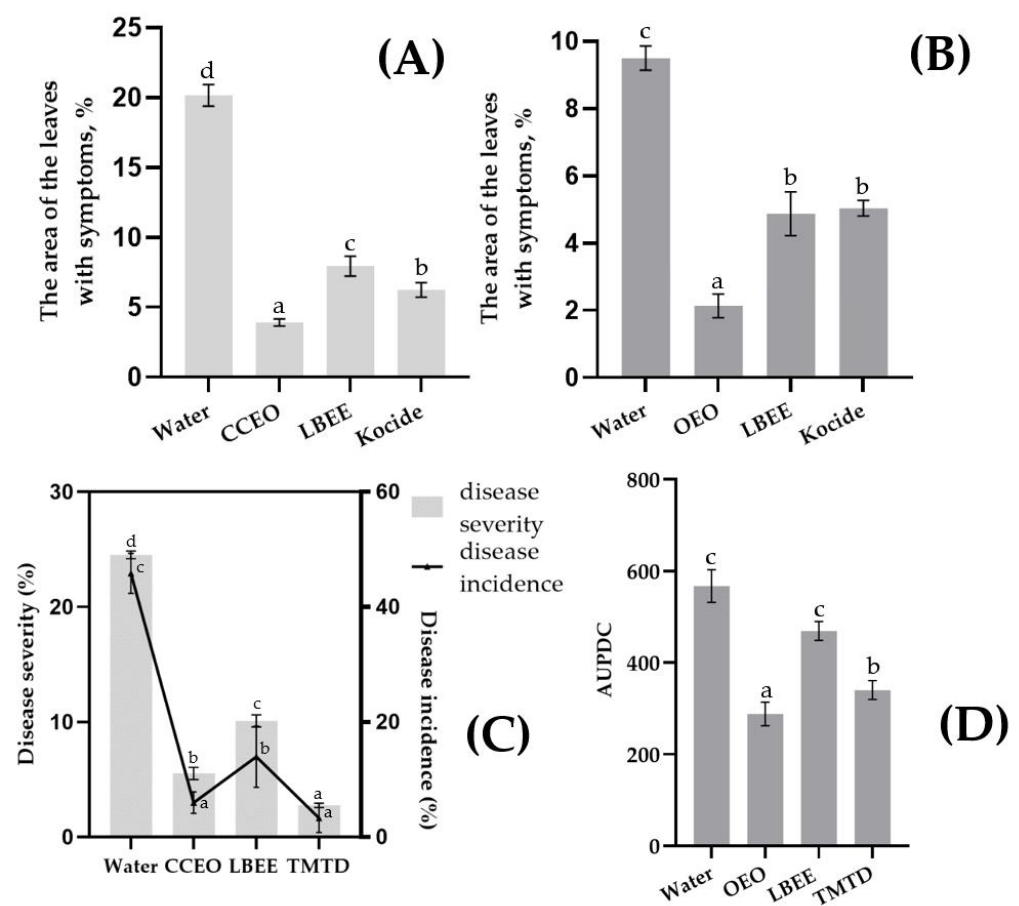 (A)
The area of the leaves
with symptoms, %
25
20
15
10
5
0
d
a
c
b
Water
CCEO
LBEE
Kocide
(B)
The area of the leaves
with symptoms, %
10
8
6
4
2
0
c
a
b
b
Water
OEO
LBEE
Kocide
Disease severity (%)
30
20
10
0
d
c
b
a
c
b
a
a
60
40
20
0
Disease incidence (%)
disease
severity
disease
incidence
(C)
Water CCEO LBEE TMTD
AUPDC
800
600
400
200
0
c
a
c
b
(D)
Water
OEO
LBEE
TMTD